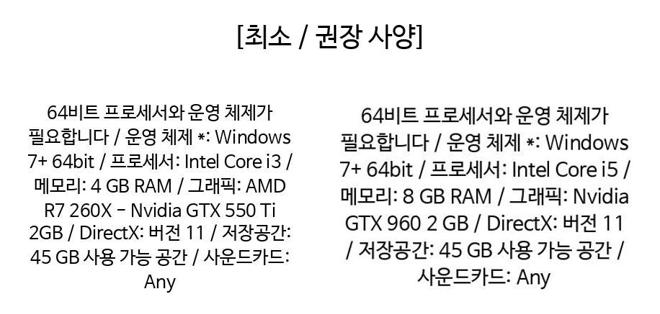 [최소 / 권장 사양]
64비트 프로세서와 운영 체제가
필요합니다 / 운영 체제 *: Windows
7+ 64bit / 프로세서: Intel Core i3 /
메모리: 4 GB RAM / 그래픽: AMD
R7 260X – Nvidia GTX 550 Ti
2GB / DirectX: 버전 11 / 저장공간:
45 GB 사용 가능 공간 / 사운드카드:
Any
64비트 프로세서와 운영 체제가
필요합니다 / 운영 체제 *: Windows
7+ 64bit / 프로세서: Intel Core i5 /
메모리: 8 GB RAM / 그래픽: Nvidia
GTX 960 2 GB / DirectX: 버전 11
/ 저장공간: 45 GB 사용 가능 공간 /
사운드카드: Any